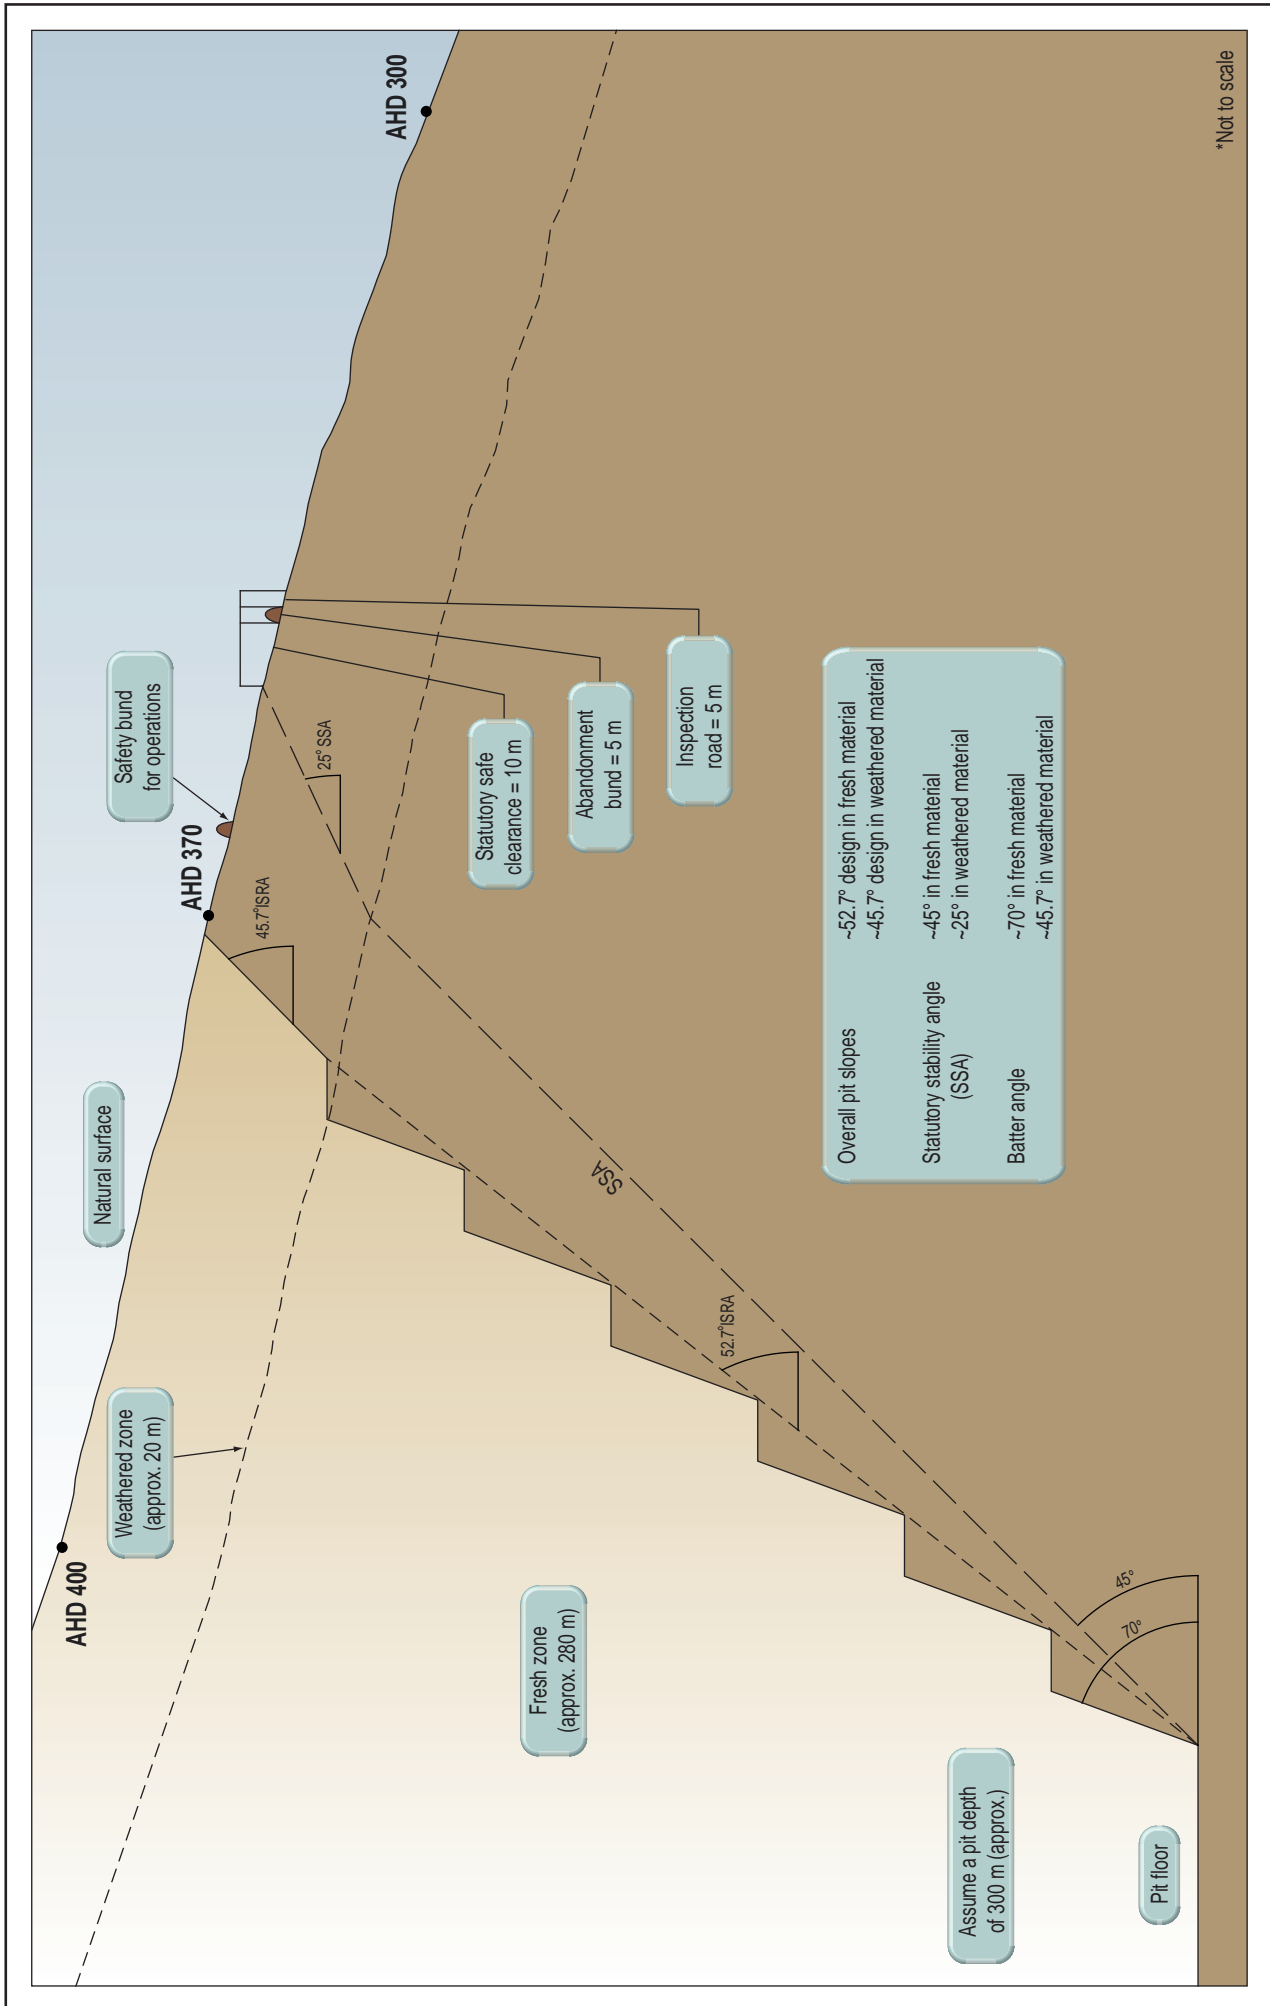 AHD 400
Weathered zone
(approx. 20 m)
Natural surface
AHD 370
Safety bund
for operations
AHD 300
45.7°ISRA
25° SSA
Statutory safe
clearance = 10 m
Abandonment
bund = 5 m
Inspection
road = 5 m
Fresh zone
(approx. 280 m)
SSA
52.7°ISRA
Assume a pit depth
of 300 m (approx.)
Pit floor
70°
45°
Overall pit slopes ~52.7° design in fresh material
~45.7° design in weathered material
Statutory stability angle ~45° in fresh material
(SSA) ~25° in weathered material
Batter angle ~70° in fresh material
~45.7° in weathered material
*Not to scale